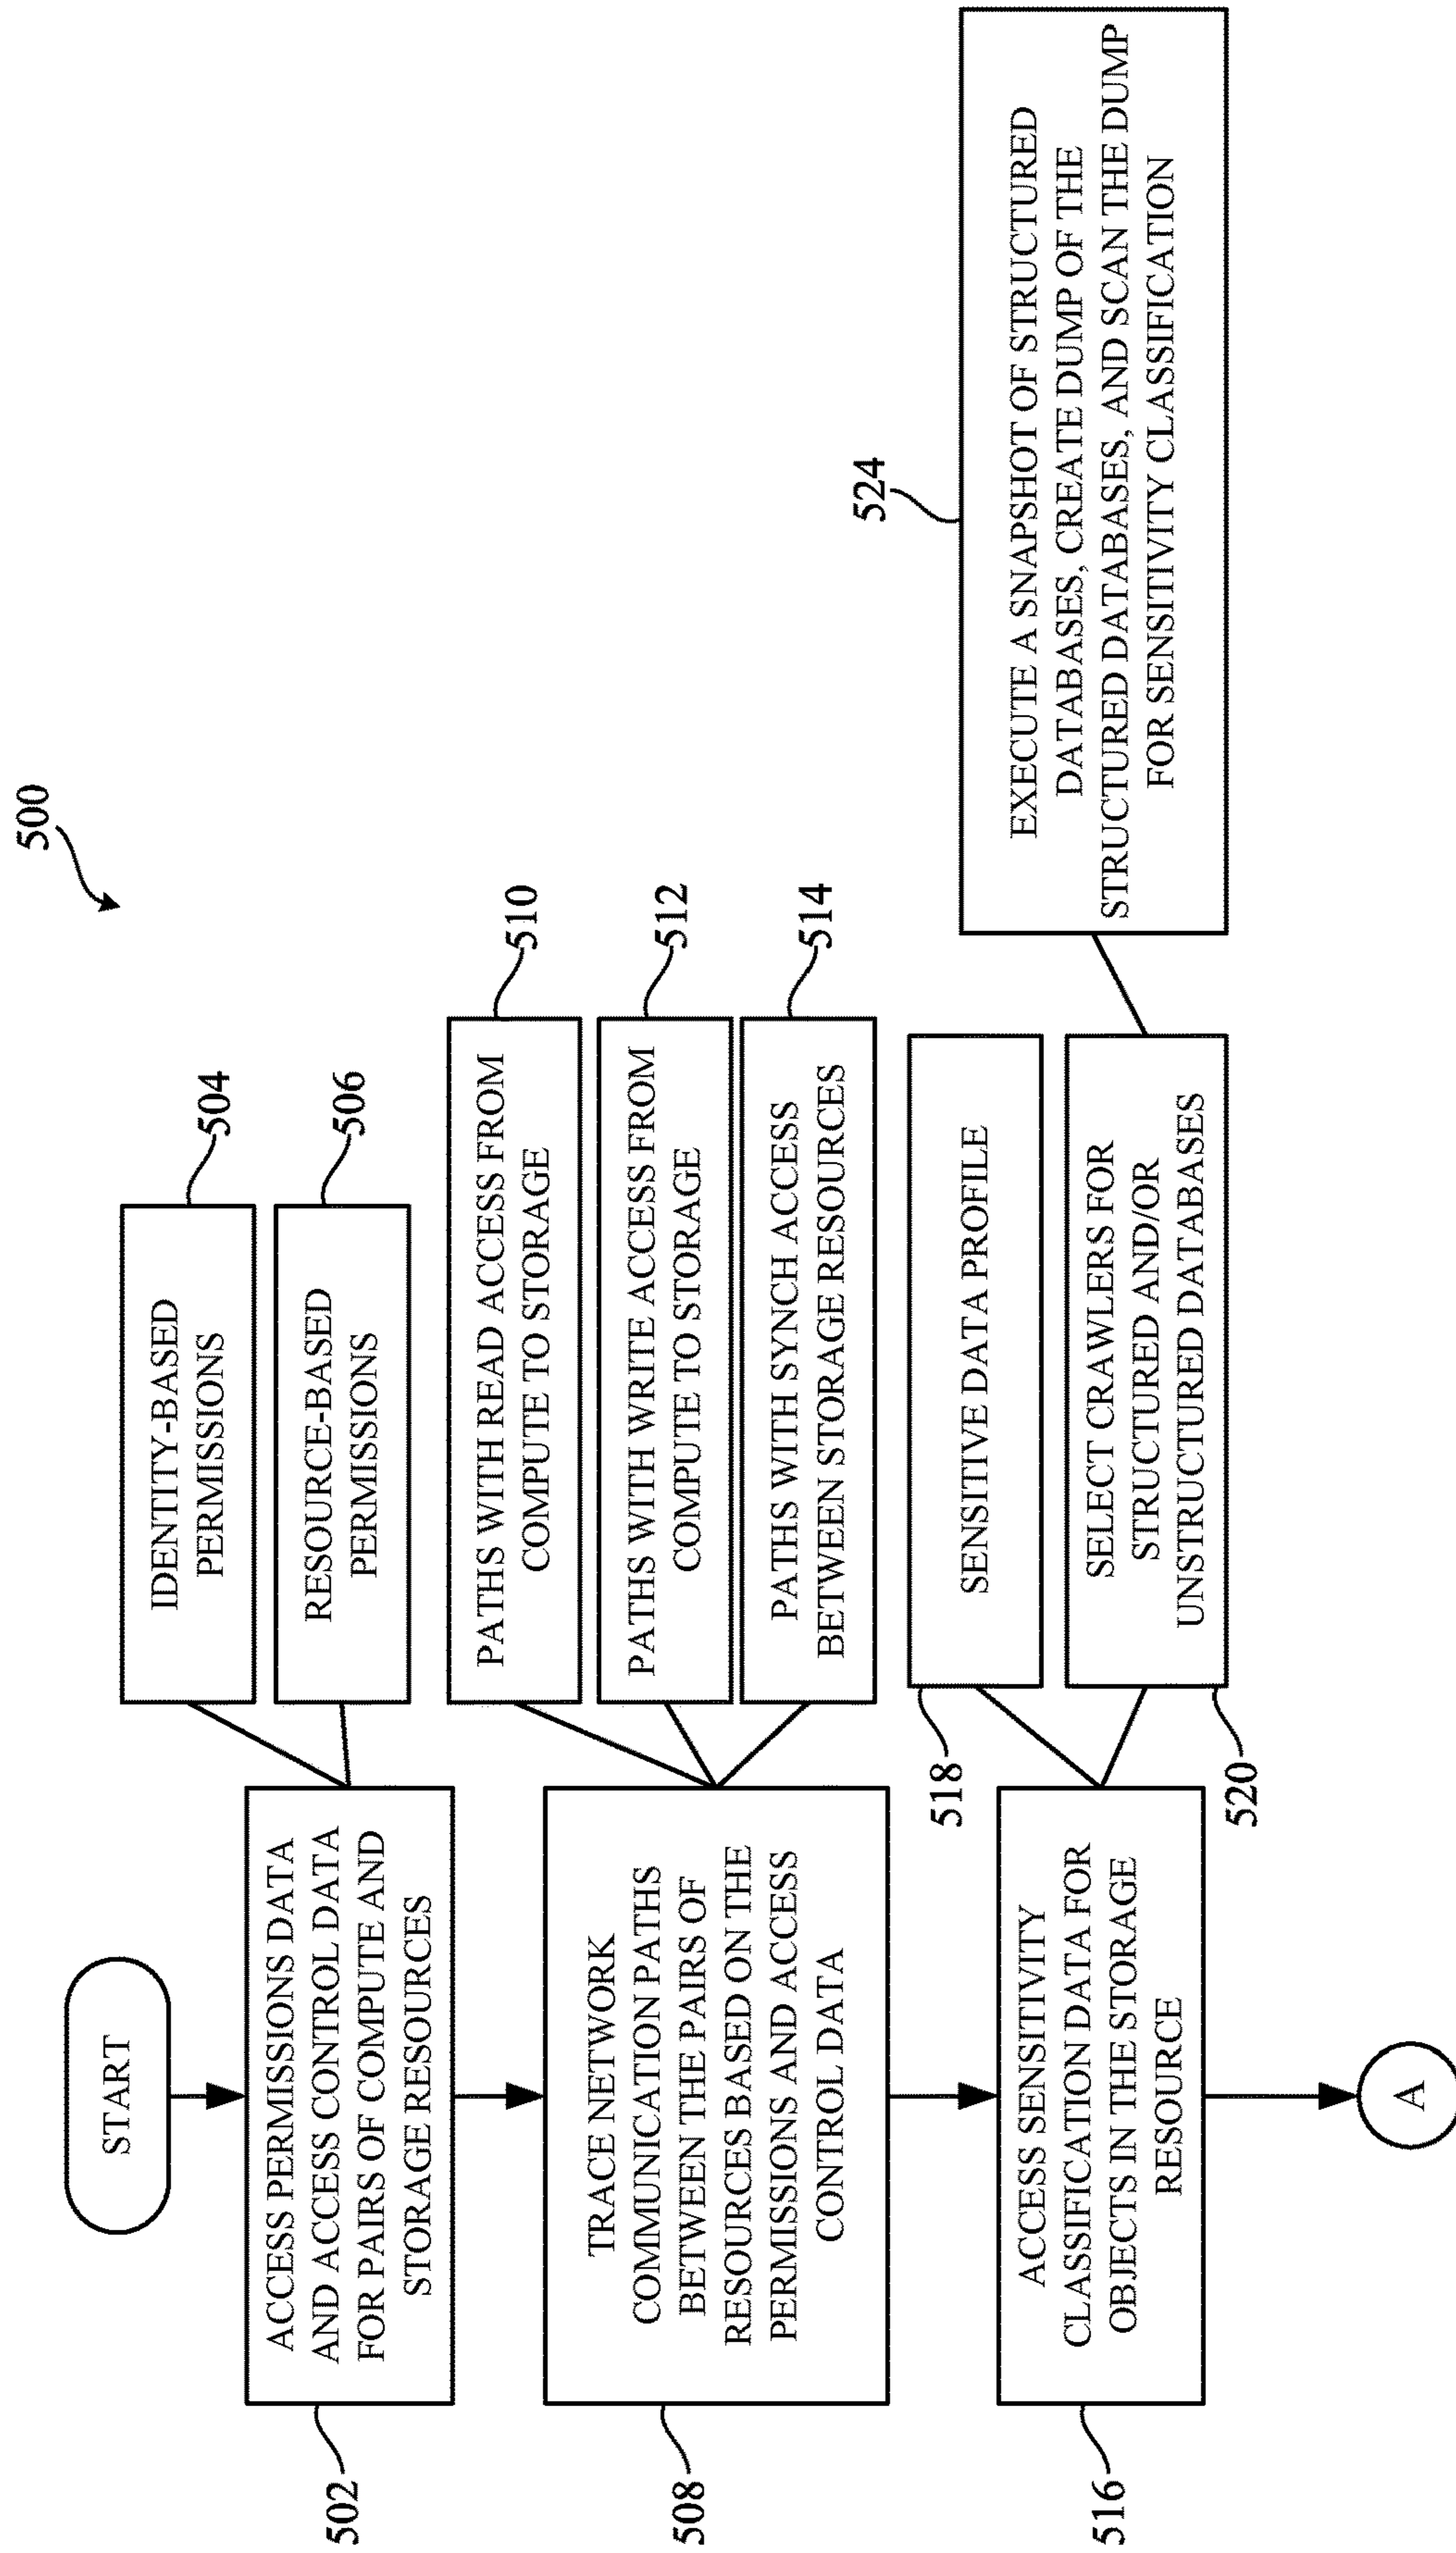 500
START
502
ACCESS PERMISSIONS DATA
AND ACCESS CONTROL DATA
FOR PAIRS OF COMPUTE AND
STORAGE RESOURCES
504
IDENTITY-BASED
PERMISSIONS
506
RESOURCE-BASED
PERMISSIONS
508
TRACE NETWORK
COMMUNICATION PATHS
BETWEEN THE PAIRS OF
RESOURCES BASED ON THE
PERMISSIONS AND ACCESS
CONTROL DATA
510
PATHS WITH READ ACCESS FROM
COMPUTE TO STORAGE
512
PATHS WITH WRITE ACCESS FROM
COMPUTE TO STORAGE
514
PATHS WITH SYNCH ACCESS
BETWEEN STORAGE RESOURCES
516
ACCESS SENSITIVITY
CLASSIFICATION DATA FOR
OBJECTS IN THE STORAGE
RESOURCE
518
SENSITIVE DATA PROFILE
520
SELECT CRAWLERS FOR
STRUCTURED AND/OR
UNSTRUCTURED DATABASES
524
EXECUTE A SNAPSHOT OF STRUCTURED
DATABASES, CREATE DUMP OF THE
STRUCTURED DATABASES, AND SCAN THE DUMP
FOR SENSITIVITY CLASSIFICATION
A